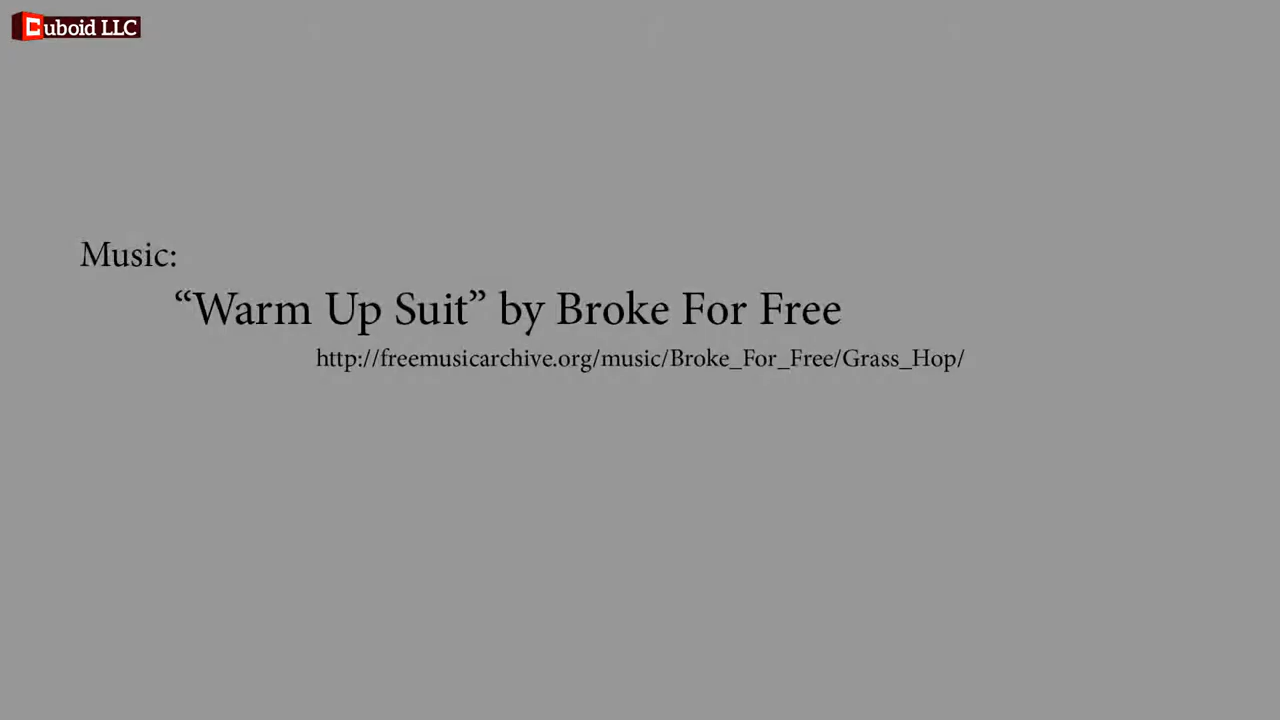 Cuboid LLC
Music:
“Warm Up Suit” by Broke For Free
http://freemusicarchive.org/music/Broke_For_Free/Grass_Hop/